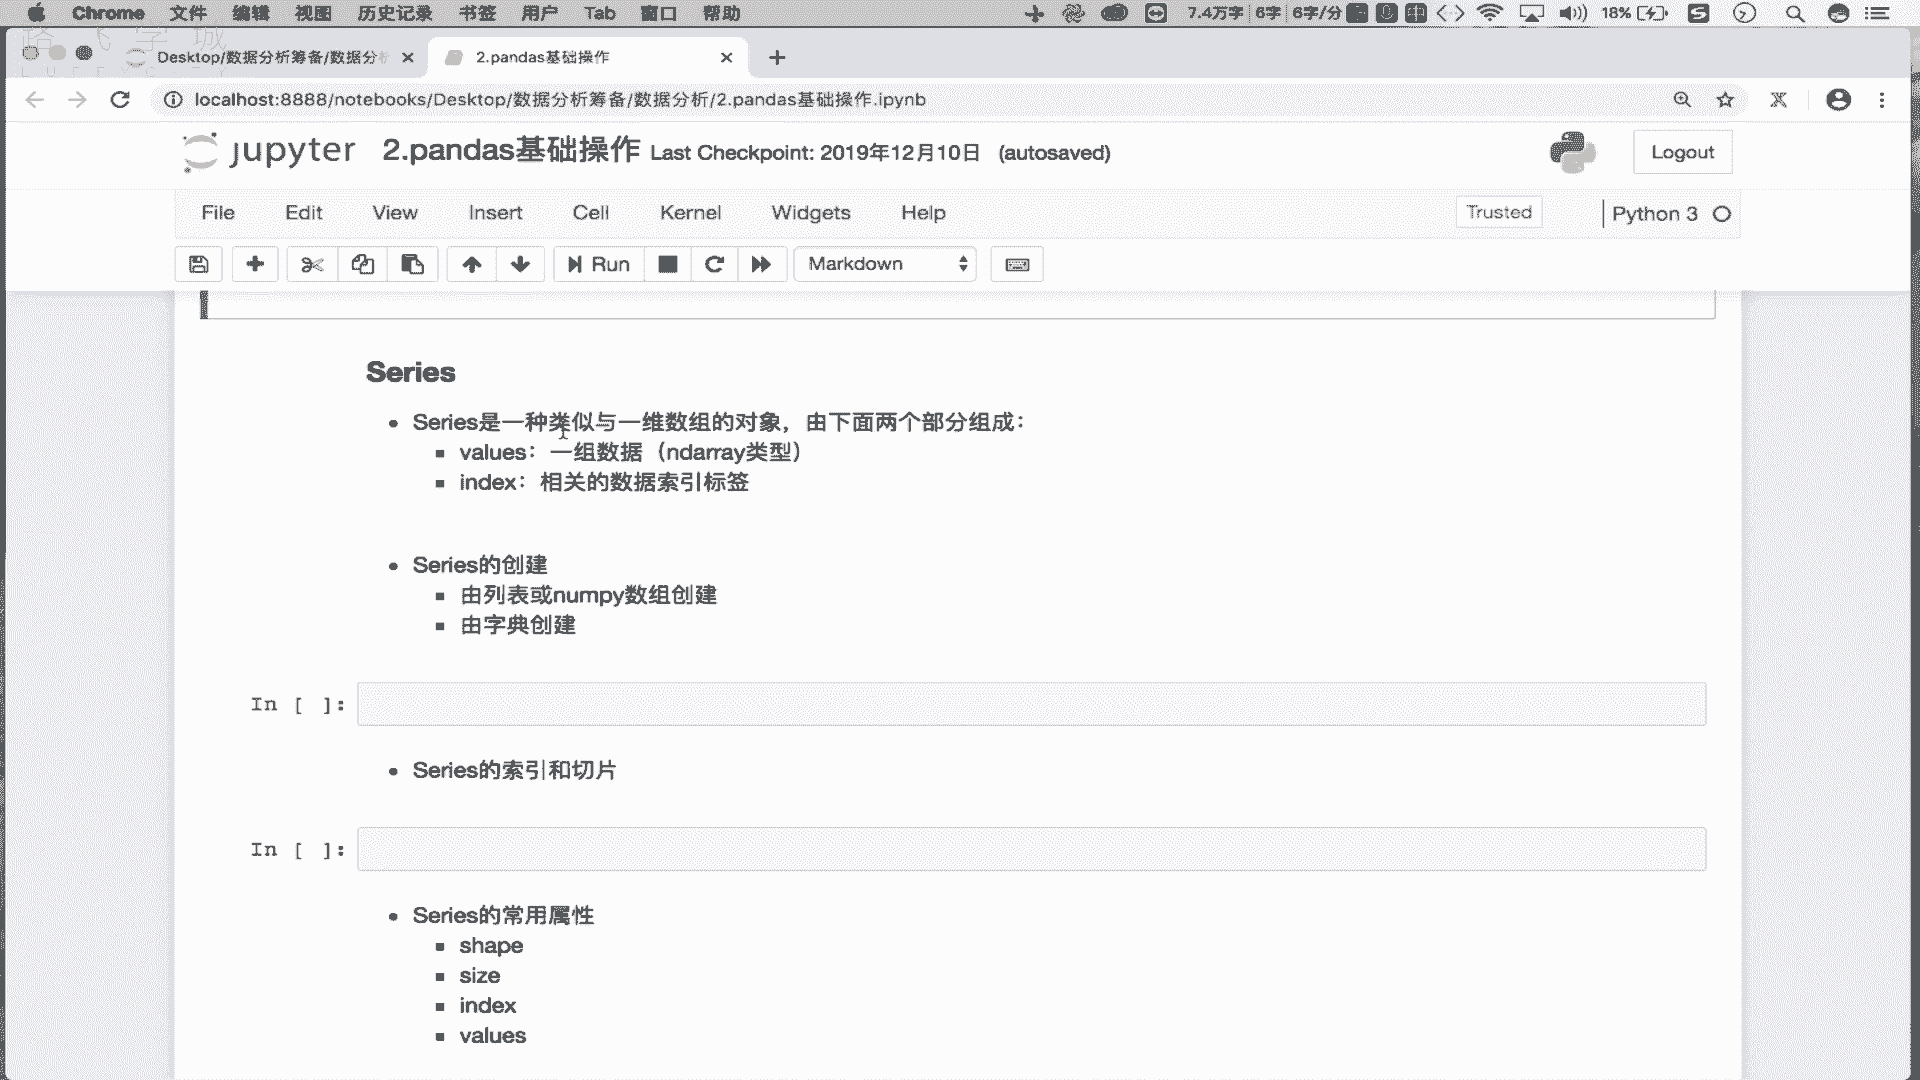 Chrome 文件 编辑 视图 历史记录 书签 用户 Tab 窗口 帮助 7.4万字 6字 6字/分 中 18%
路飞学城
Desktop/数据分析筹备/数据分析
2.pandas基础操作
localhost:8888/notebooks/Desktop/数据分析筹备/数据分析/2.pandas基础操作.ipynb
jupyter 2.pandas基础操作 Last Checkpoint: 2019年12月10日 (autosaved)
Logout
File Edit View Insert Cell Kernel Widgets Help Trusted Python 3
Run Markdown
Series
Series是一种类似与一维数组的对象，由下面两个部分组成：
values：一组数据（ndarray类型）
index：相关的数据索引标签
Series的创建
由列表或numpy数组创建
由字典创建
In [ ]:
Series的索引和切片
In [ ]:
Series的常用属性
shape
size
index
values